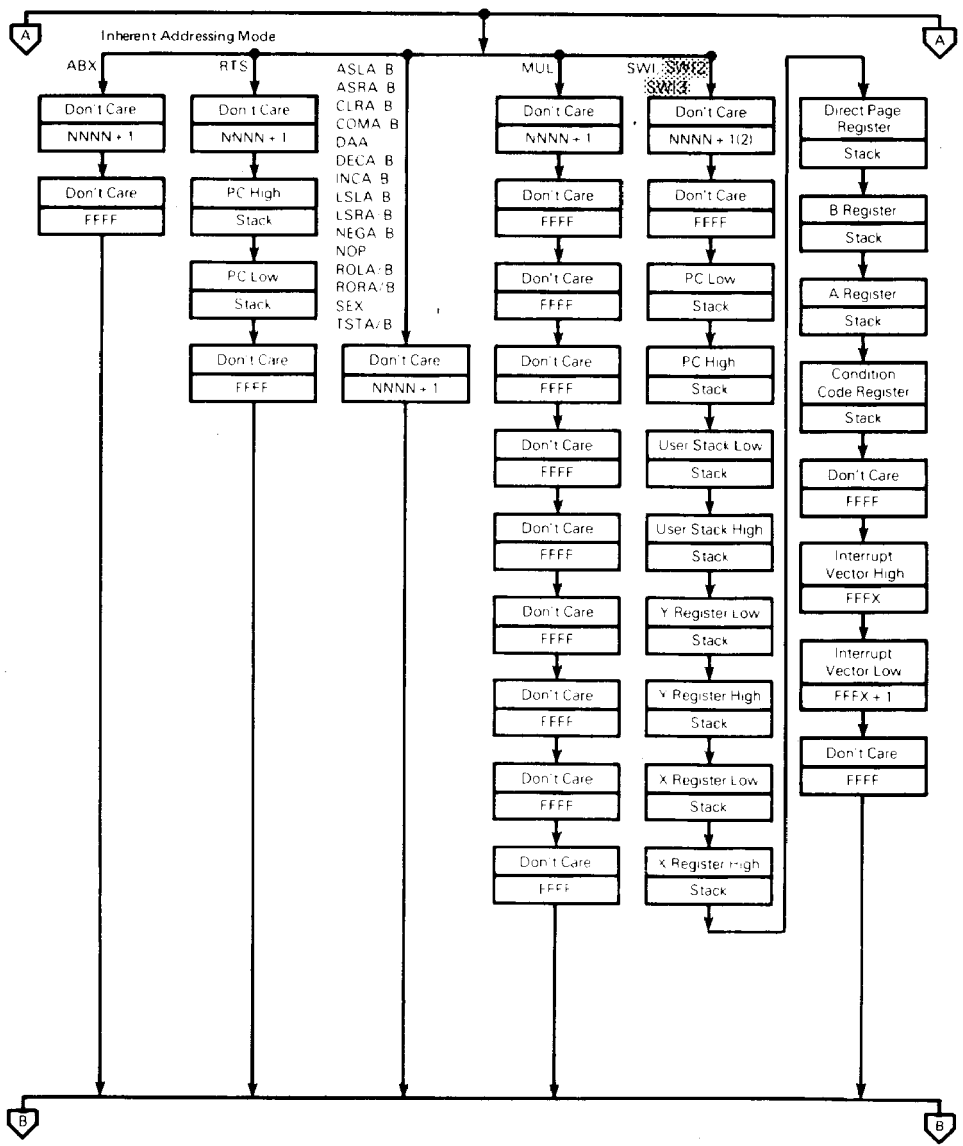 A
A
Inherent Addressing Mode
ABX
Don't Care
NNNN + 1
Don't Care
FFFF
RTS
Don't Care
NNNN + 1
PC High
Stack
PC Low
Stack
Don't Care
FFFF
ASLA B
ASRA B
CLRA B
COMA B
DAA
DECA B
INCA B
LSLA B
LSRA B
NEGA B
NOP
ROLA/B
RORA/B
SEX
TSTA/B
Don't Care
NNNN + 1
MUL
Don't Care
NNNN + 1
Don't Care
FFFF
Don't Care
FFFF
Don't Care
FFFF
Don't Care
FFFF
Don't Care
FFFF
Don't Care
FFFF
Don't Care
FFFF
Don't Care
FFFF
Don't Care
FFFF
SWI, SWI2
SWI3
Don't Care
NNNN + 1(2)
Don't Care
FFFF
PC Low
Stack
PC High
Stack
User Stack Low
Stack
User Stack High
Stack
Y Register Low
Stack
Y Register High
Stack
X Register Low
Stack
X Register High
Stack
Direct Page
Register
Stack
B Register
Stack
A Register
Stack
Condition
Code Register
Stack
Don't Care
FFFF
Interrupt
Vector High
FFFX
Interrupt
Vector Low
FFFX + 1
Don't Care
FFFF
B
B